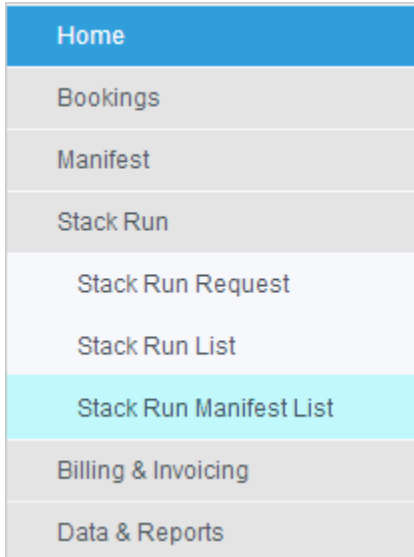 Home
Bookings
Manifest
Stack Run
Stack Run Request
Stack Run List
Stack Run Manifest List
Billing & Invoicing
Data & Reports